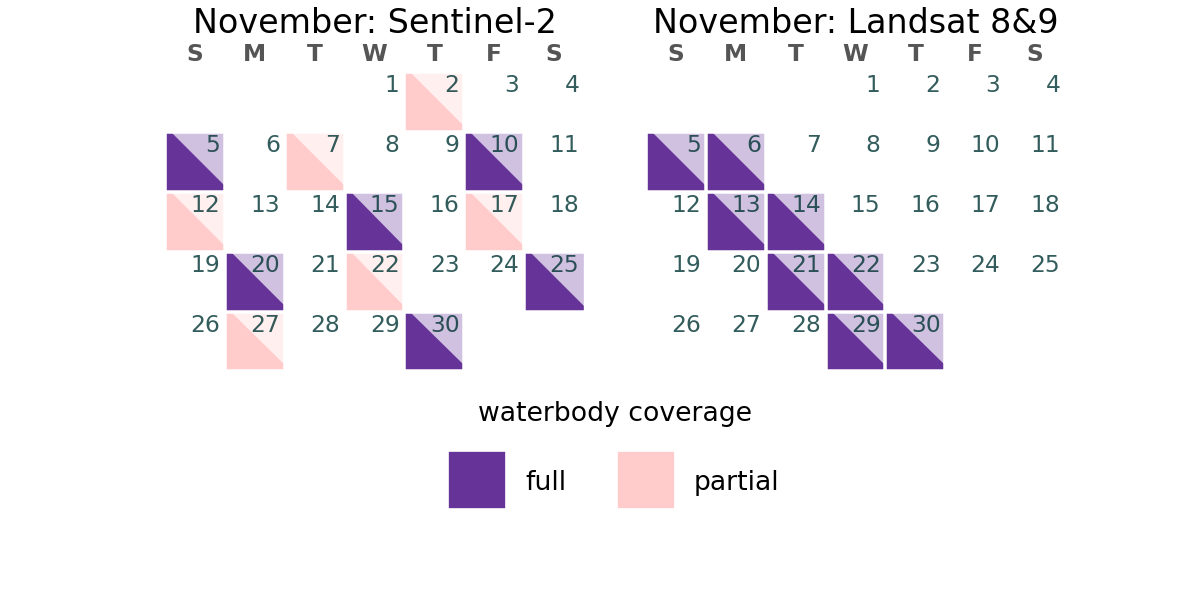 November: Sentinel-2
S M T W T F S
1 2 3 4
5 6 7 8 9 10 11
12 13 14 15 16 17 18
19 20 21 22 23 24 25
26 27 28 29 30
November: Landsat 8&9
S M T W T F S
1 2 3 4
5 6 7 8 9 10 11
12 13 14 15 16 17 18
19 20 21 22 23 24 25
26 27 28 29 30
waterbody coverage
full
partial